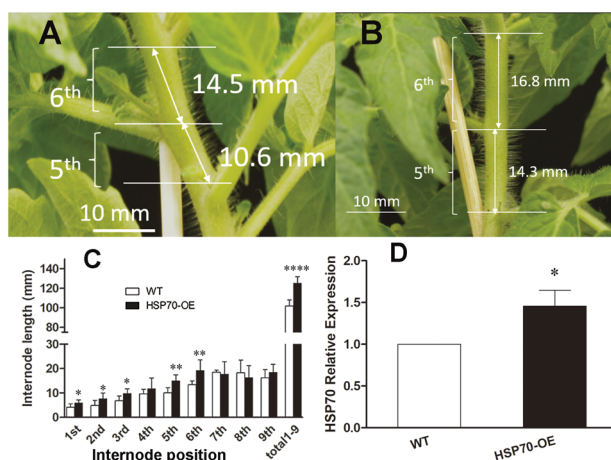 A
6th
14.5 mm
5th
10.6 mm
10 mm
B
6th
16.8 mm
5th
14.3 mm
10 mm
C
Internode length (mm)
140
120
100
80
60
20
10
0
WT
HSP70-OE
****
*
*
*
**
**
1st
2nd
3rd
4th
5th
6th
7th
8th
9th
total1-9
Internode position
D
HSP70 Relative Expression
2.0
1.5
1.0
0.5
0.0
*
WT
HSP70-OE